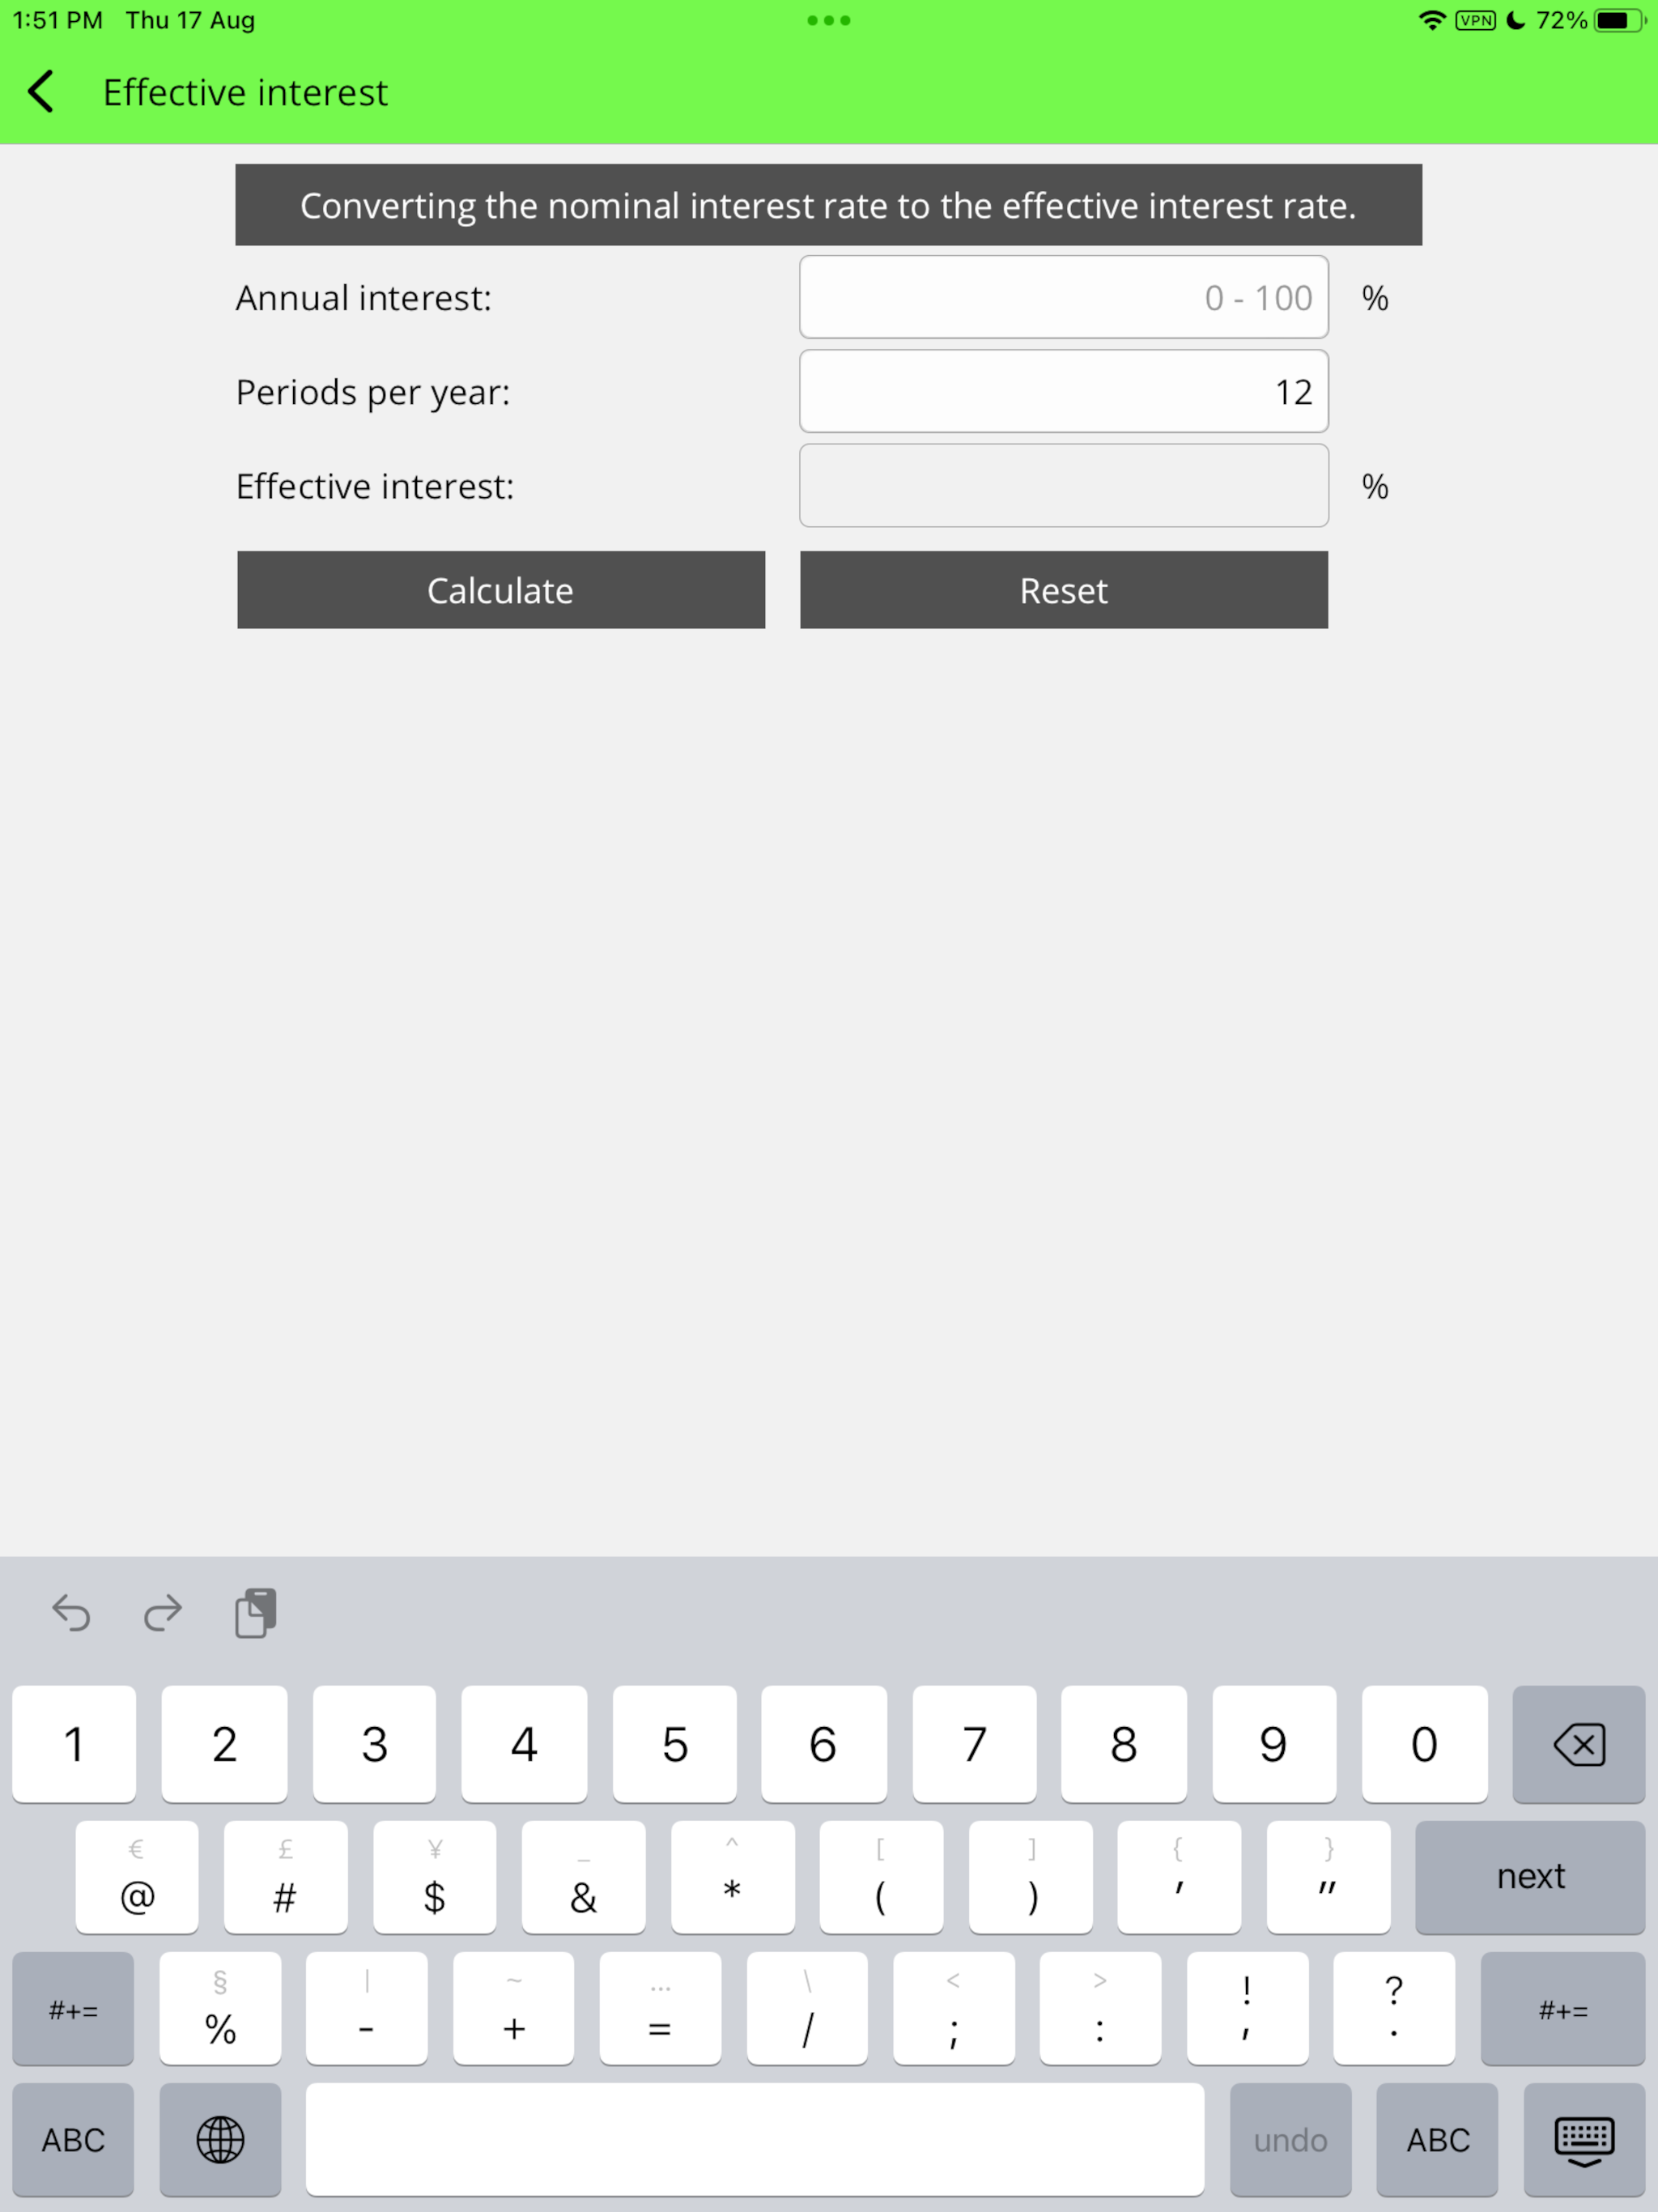 1:51 PM Thu 17 Aug
VPN 72%
Effective interest
Converting the nominal interest rate to the effective interest rate.
Annual interest: 0 - 100 %
Periods per year: 12
Effective interest: %
Calculate Reset
1 2 3 4 5 6 7 8 9 0
€ £ ¥ _ ^ [ ] { }
@ # $ & * ( ) ' " next
§ | ~ … \ < > ! ?
#+= % - + = / ; : , . #+=
ABC undo ABC